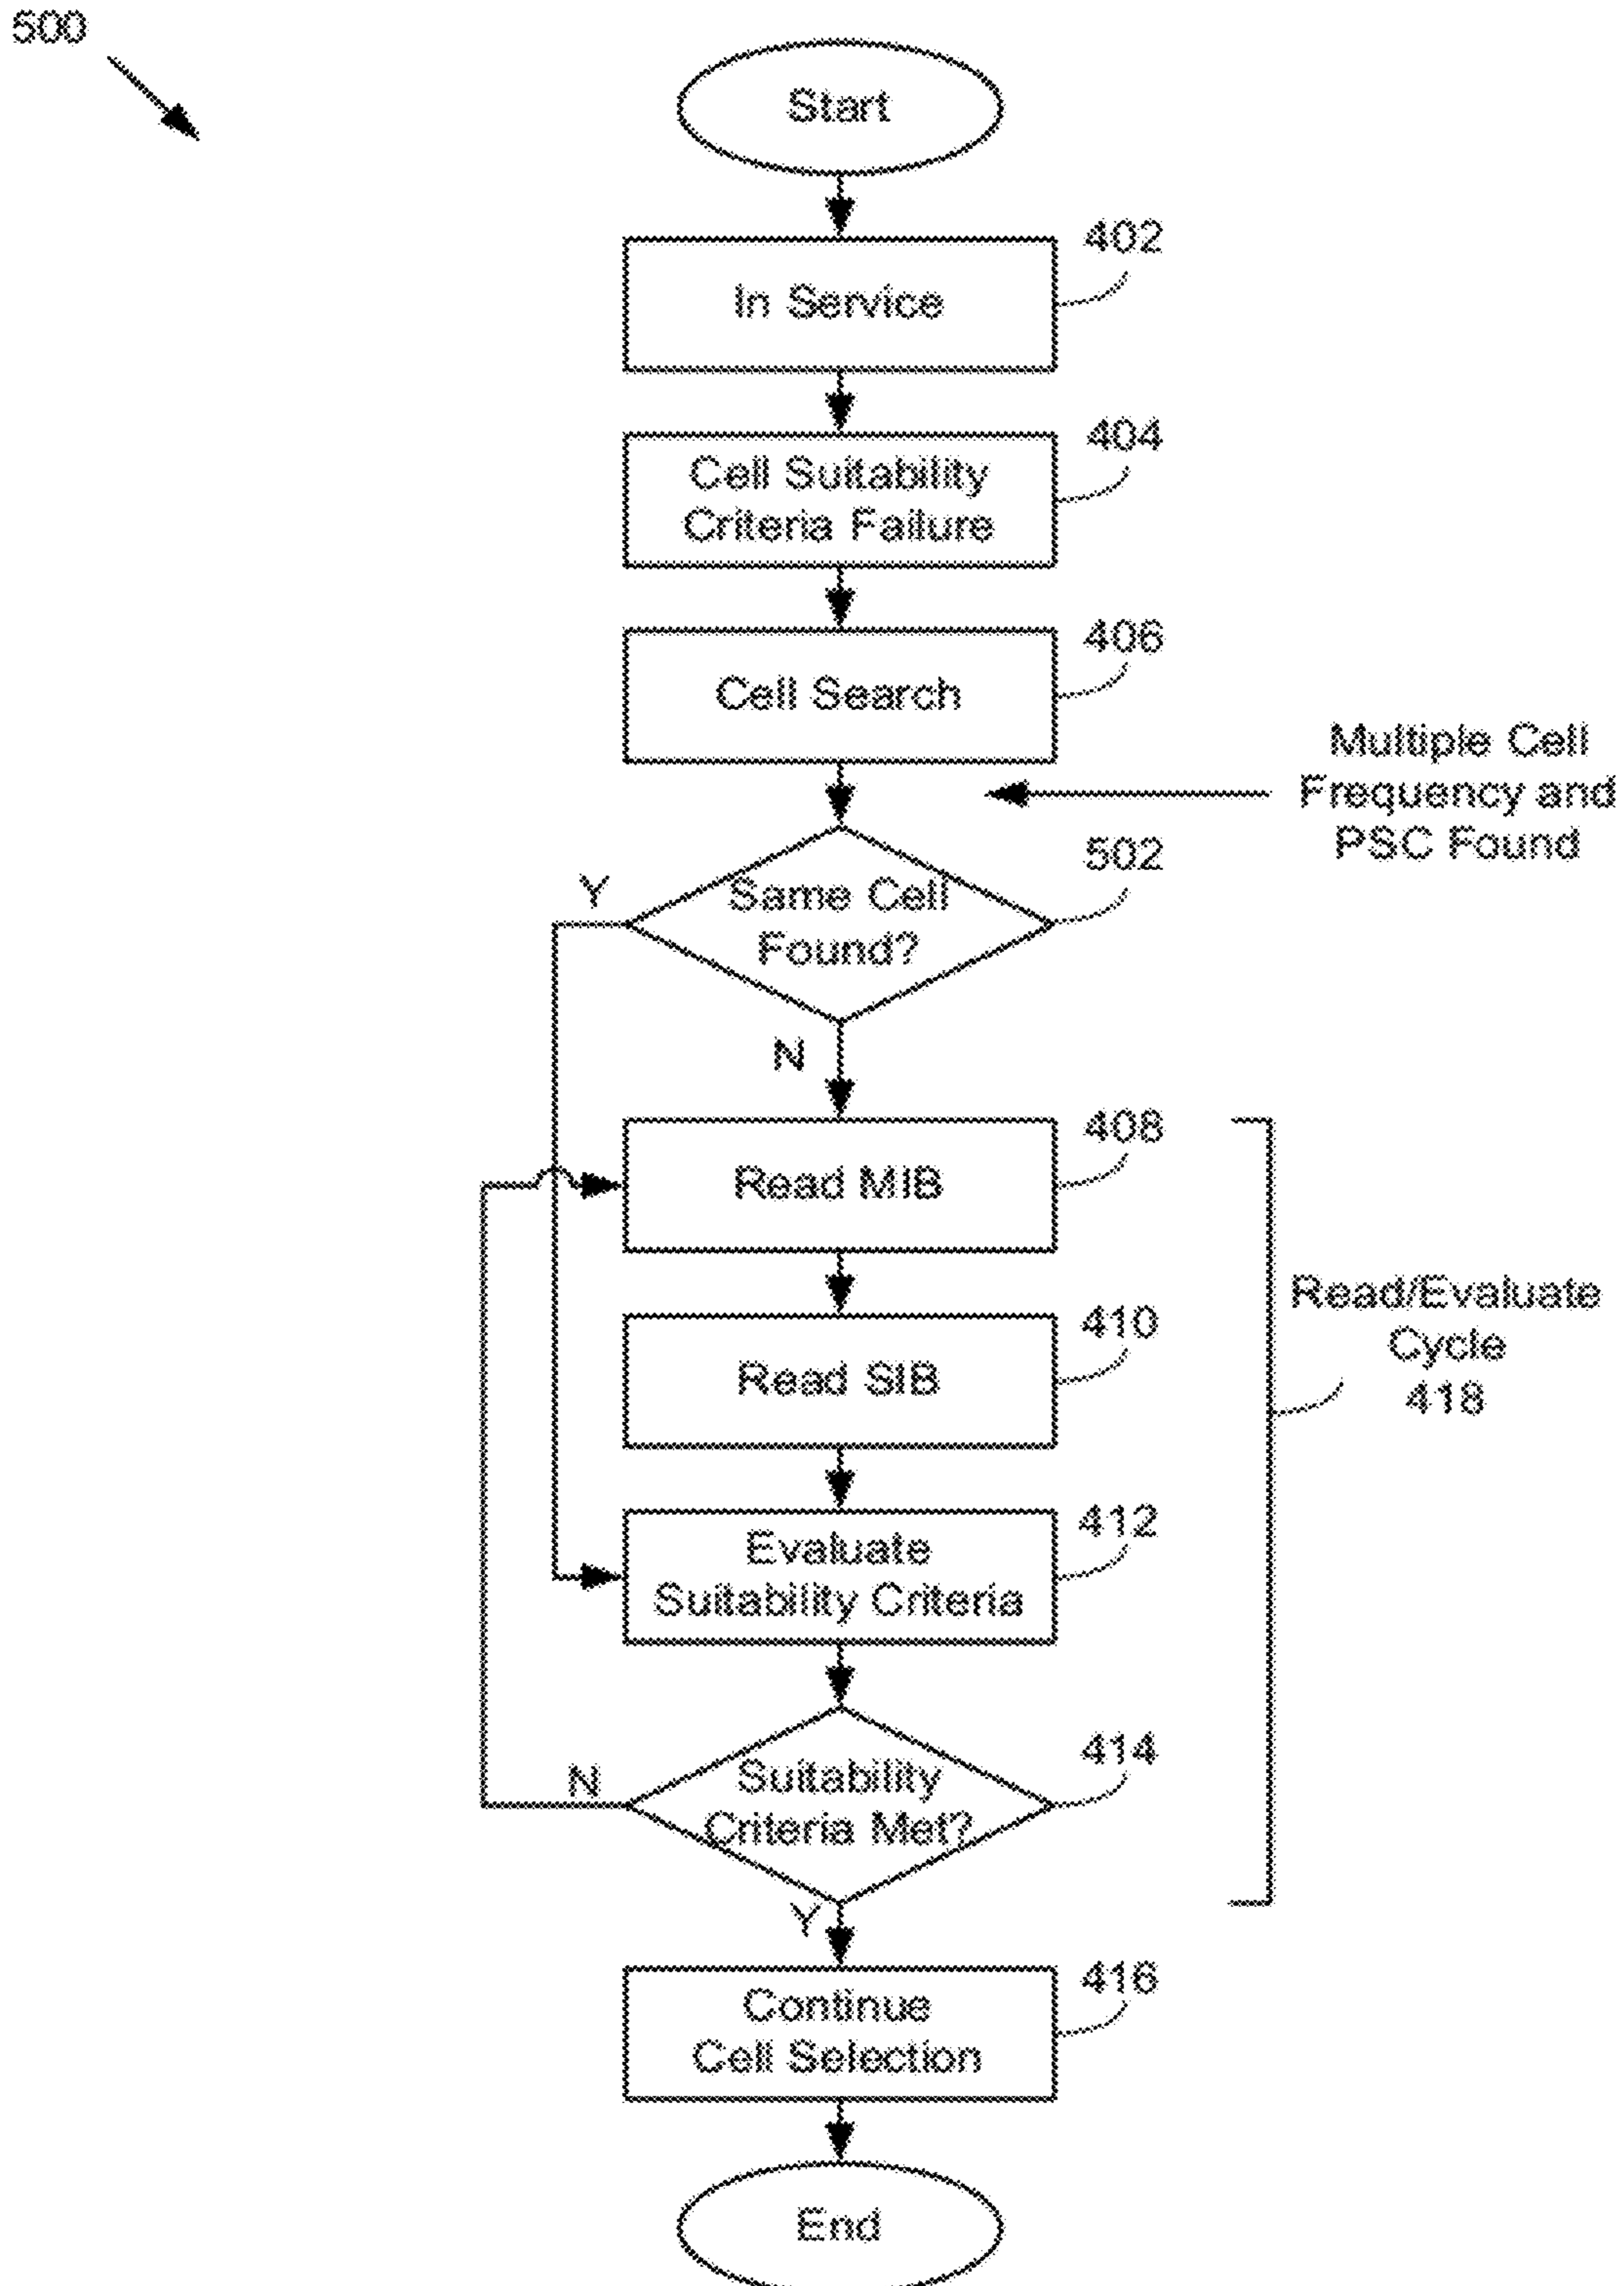 500
Start
402
In Service
404
Cell Suitability
Criteria Failure
406
Cell Search
Multiple Cell
Frequency and
PSC Found
502
Y
Same Cell
Found?
N
408
Read MIB
410
Read SIB
Read/Evaluate
Cycle
418
412
Evaluate
Suitability Criteria
414
N
Suitability
Criteria Met?
Y
416
Continue
Cell Selection
End